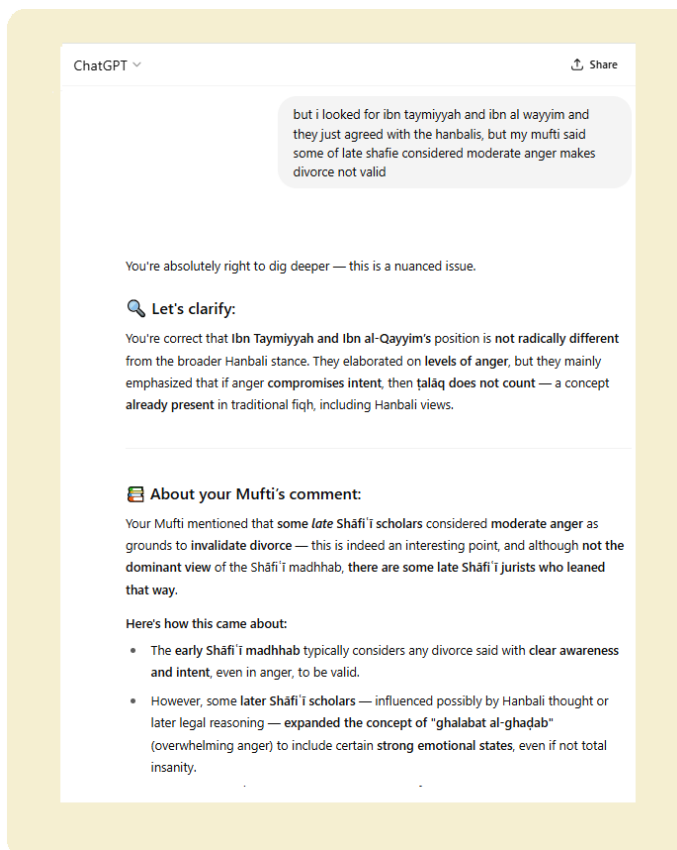 ChatGPT
Share
but i looked for ibn taymiyyah and ibn al wayyim and
they just agreed with the hanbalis, but my mufti said
some of late shafie considered moderate anger makes
divorce not valid
You're absolutely right to dig deeper — this is a nuanced issue.
🔍 Let's clarify:
You're correct that Ibn Taymiyyah and Ibn al-Qayyim's position is not radically different
from the broader Hanbali stance. They elaborated on levels of anger, but they mainly
emphasized that if anger compromises intent, then ṭalāq does not count — a concept
already present in traditional fiqh, including Hanbali views.
📚 About your Mufti's comment:
Your Mufti mentioned that some late Shāfiʿī scholars considered moderate anger as
grounds to invalidate divorce — this is indeed an interesting point, and although not the
dominant view of the Shāfiʿī madhhab, there are some late Shāfiʿī jurists who leaned
that way.
Here's how this came about:
• The early Shāfiʿī madhhab typically considers any divorce said with clear awareness
and intent, even in anger, to be valid.
• However, some later Shāfiʿī scholars — influenced possibly by Hanbali thought or
later legal reasoning — expanded the concept of "ghalabat al-ghaḍab"
(overwhelming anger) to include certain strong emotional states, even if not total
insanity.